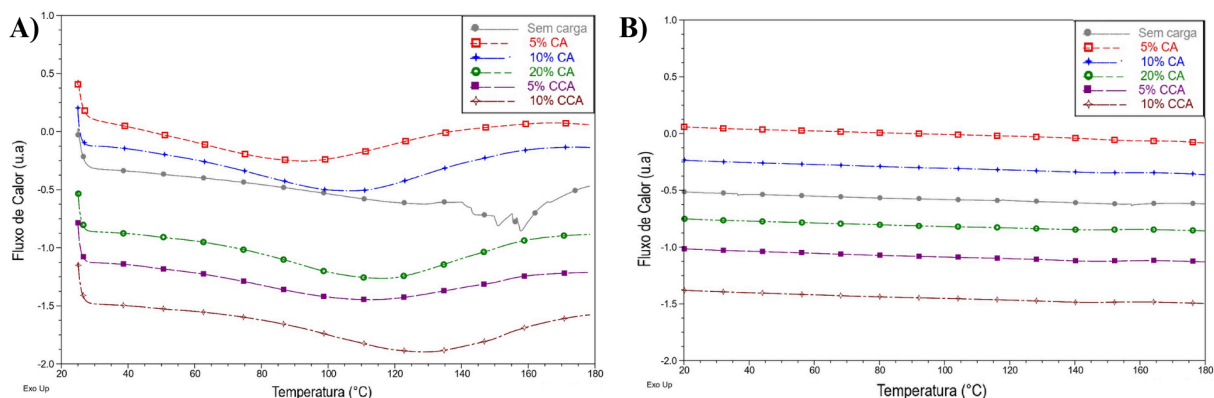 A)
Sem carga
5% CA
10% CA
20% CA
5% CCA
10% CCA
1.0
0.5
0.0
-0.5
-1.0
-1.5
-2.0
Fluxo de Calor (u.a)
20 40 60 80 100 120 140 160 180
Exo Up
Temperatura (°C)
B)
Sem carga
5% CA
10% CA
20% CA
5% CCA
10% CCA
1.0
0.5
0.0
-0.5
-1.0
-1.5
-2.0
Fluxo de Calor (u.a)
20 40 60 80 100 120 140 160 180
Exo Up
Temperatura (°C)